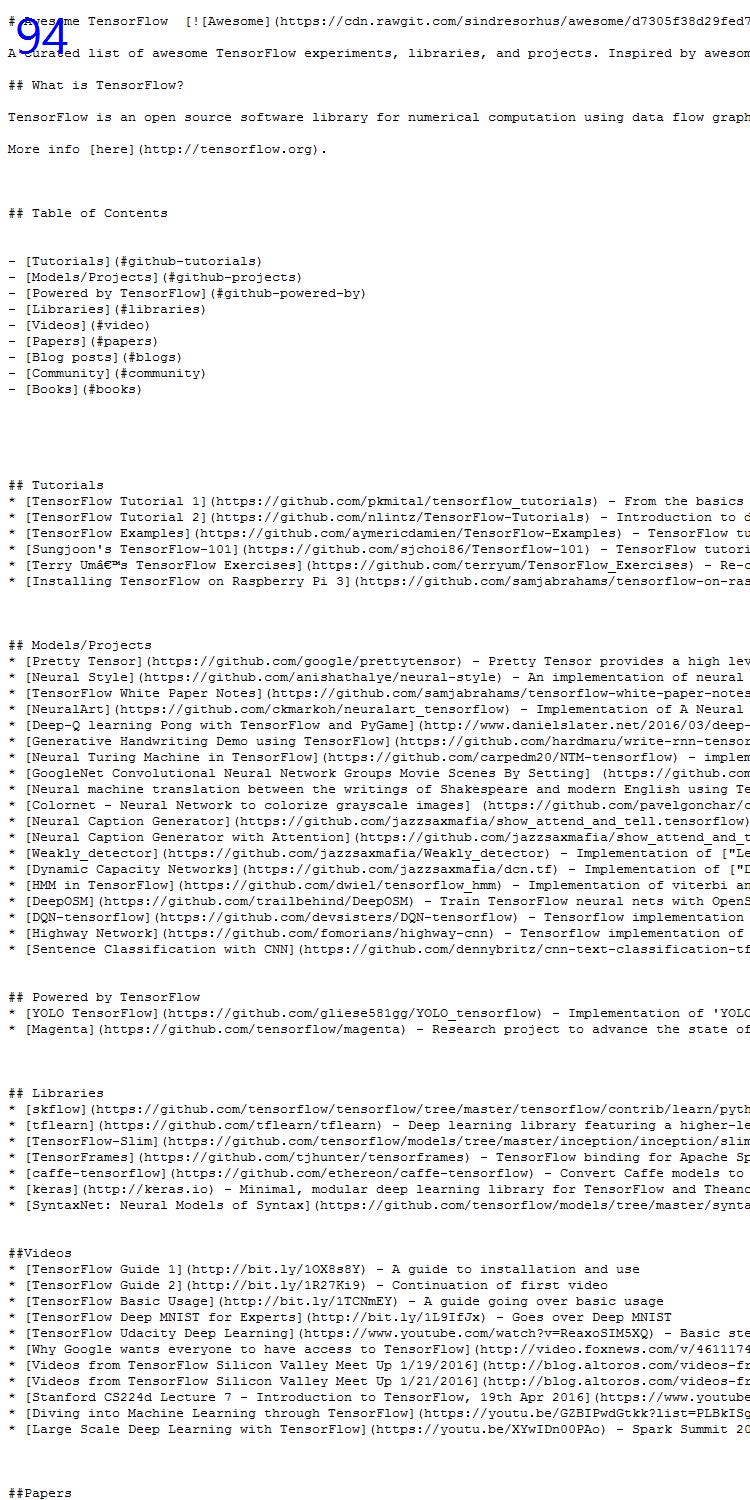 94
# Awesome TensorFlow  [![Awesome](https://cdn.rawgit.com/sindresorhus/awesome/d7305f38d29fed7
A curated list of awesome TensorFlow experiments, libraries, and projects. Inspired by awesom
## What is TensorFlow?
TensorFlow is an open source software library for numerical computation using data flow graph
More info [here](http://tensorflow.org).
## Table of Contents
- [Tutorials](#github-tutorials)
- [Models/Projects](#github-projects)
- [Powered by TensorFlow](#github-powered-by)
- [Libraries](#libraries)
- [Videos](#video)
- [Papers](#papers)
- [Blog posts](#blogs)
- [Community](#community)
- [Books](#books)
## Tutorials
* [TensorFlow Tutorial 1](https://github.com/pkmital/tensorflow_tutorials) - From the basics
* [TensorFlow Tutorial 2](https://github.com/nlintz/TensorFlow-Tutorials) - Introduction to d
* [TensorFlow Examples](https://github.com/aymericdamien/TensorFlow-Examples) - TensorFlow tu
* [Sungjoon's TensorFlow-101](https://github.com/sjchoi86/Tensorflow-101) - TensorFlow tutori
* [Terry Umâ€™s TensorFlow Exercises](https://github.com/terryum/TensorFlow_Exercises) - Re-c
* [Installing TensorFlow on Raspberry Pi 3](https://github.com/samjabrahams/tensorflow-on-ras
## Models/Projects
* [Pretty Tensor](https://github.com/google/prettytensor) - Pretty Tensor provides a high lev
* [Neural Style](https://github.com/anishathalye/neural-style) - An implementation of neural
* [TensorFlow White Paper Notes](https://github.com/samjabrahams/tensorflow-white-paper-notes
* [NeuralArt](https://github.com/ckmarkoh/neuralart_tensorflow) - Implementation of A Neural
* [Deep-Q learning Pong with TensorFlow and PyGame](http://www.danielslater.net/2016/03/deep-
* [Generative Handwriting Demo using TensorFlow](https://github.com/hardmaru/write-rnn-tensor
* [Neural Turing Machine in TensorFlow](https://github.com/carpedm20/NTM-tensorflow) - implem
* [GoogleNet Convolutional Neural Network Groups Movie Scenes By Setting] (https://github.com
* [Neural machine translation between the writings of Shakespeare and modern English using Te
* [Colornet - Neural Network to colorize grayscale images] (https://github.com/pavelgonchar/c
* [Neural Caption Generator](https://github.com/jazzsaxmafia/show_attend_and_tell.tensorflow)
* [Neural Caption Generator with Attention](https://github.com/jazzsaxmafia/show_attend_and_t
* [Weakly_detector](https://github.com/jazzsaxmafia/Weakly_detector) - Implementation of ["Le
* [Dynamic Capacity Networks](https://github.com/jazzsaxmafia/dcn.tf) - Implementation of ["D
* [HMM in TensorFlow](https://github.com/dwiel/tensorflow_hmm) - Implementation of viterbi an
* [DeepOSM](https://github.com/trailbehind/DeepOSM) - Train TensorFlow neural nets with OpenS
* [DQN-tensorflow](https://github.com/devsisters/DQN-tensorflow) - Tensorflow implementation
* [Highway Network](https://github.com/fomorians/highway-cnn) - Tensorflow implementation of
* [Sentence Classification with CNN](https://github.com/dennybritz/cnn-text-classification-tf
## Powered by TensorFlow
* [YOLO TensorFlow](https://github.com/gliese581gg/YOLO_tensorflow) - Implementation of 'YOLO
* [Magenta](https://github.com/tensorflow/magenta) - Research project to advance the state of
## Libraries
* [skflow](https://github.com/tensorflow/tensorflow/tree/master/tensorflow/contrib/learn/pyth
* [tflearn](https://github.com/tflearn/tflearn) - Deep learning library featuring a higher-le
* [TensorFlow-Slim](https://github.com/tensorflow/models/tree/master/inception/inception/slim
* [TensorFrames](https://github.com/tjhunter/tensorframes) - TensorFlow binding for Apache Sp
* [caffe-tensorflow](https://github.com/ethereon/caffe-tensorflow) - Convert Caffe models to
* [keras](http://keras.io) - Minimal, modular deep learning library for TensorFlow and Theano
* [SyntaxNet: Neural Models of Syntax](https://github.com/tensorflow/models/tree/master/synta
##Videos
* [TensorFlow Guide 1](http://bit.ly/1OX8s8Y) - A guide to installation and use
* [TensorFlow Guide 2](http://bit.ly/1R27Ki9) - Continuation of first video
* [TensorFlow Basic Usage](http://bit.ly/1TCNmEY) - A guide going over basic usage
* [TensorFlow Deep MNIST for Experts](http://bit.ly/1L9IfJx) - Goes over Deep MNIST
* [TensorFlow Udacity Deep Learning](https://www.youtube.com/watch?v=ReaxoSIM5XQ) - Basic ste
* [Why Google wants everyone to have access to TensorFlow](http://video.foxnews.com/v/4611174
* [Videos from TensorFlow Silicon Valley Meet Up 1/19/2016](http://blog.altoros.com/videos-fr
* [Videos from TensorFlow Silicon Valley Meet Up 1/21/2016](http://blog.altoros.com/videos-fr
* [Stanford CS224d Lecture 7 - Introduction to TensorFlow, 19th Apr 2016](https://www.youtube
* [Diving into Machine Learning through TensorFlow](https://youtu.be/GZBIPwdGtkk?list=PLBkISg
* [Large Scale Deep Learning with TensorFlow](https://youtu.be/XYwIDn00PAo) - Spark Summit 20
##Papers